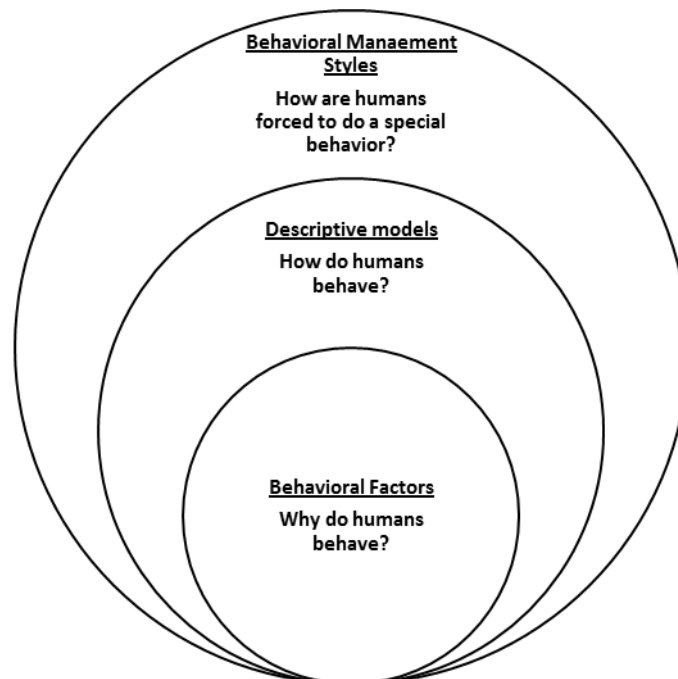 Behavioral Manaement
Styles
How are humans
forced to do a special
behavior?
Descriptive models
How do humans
behave?
Behavioral Factors
Why do humans
behave?